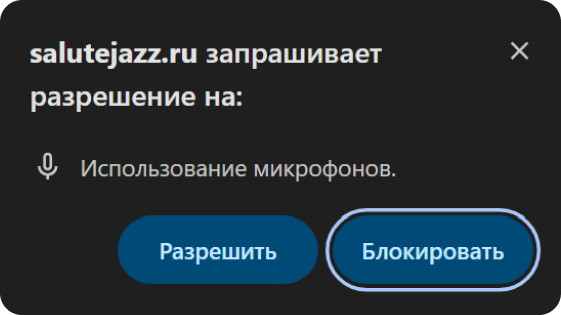 salutejazz.ru запрашивает
разрешение на:
Использование микрофонов.
Разрешить
Блокировать